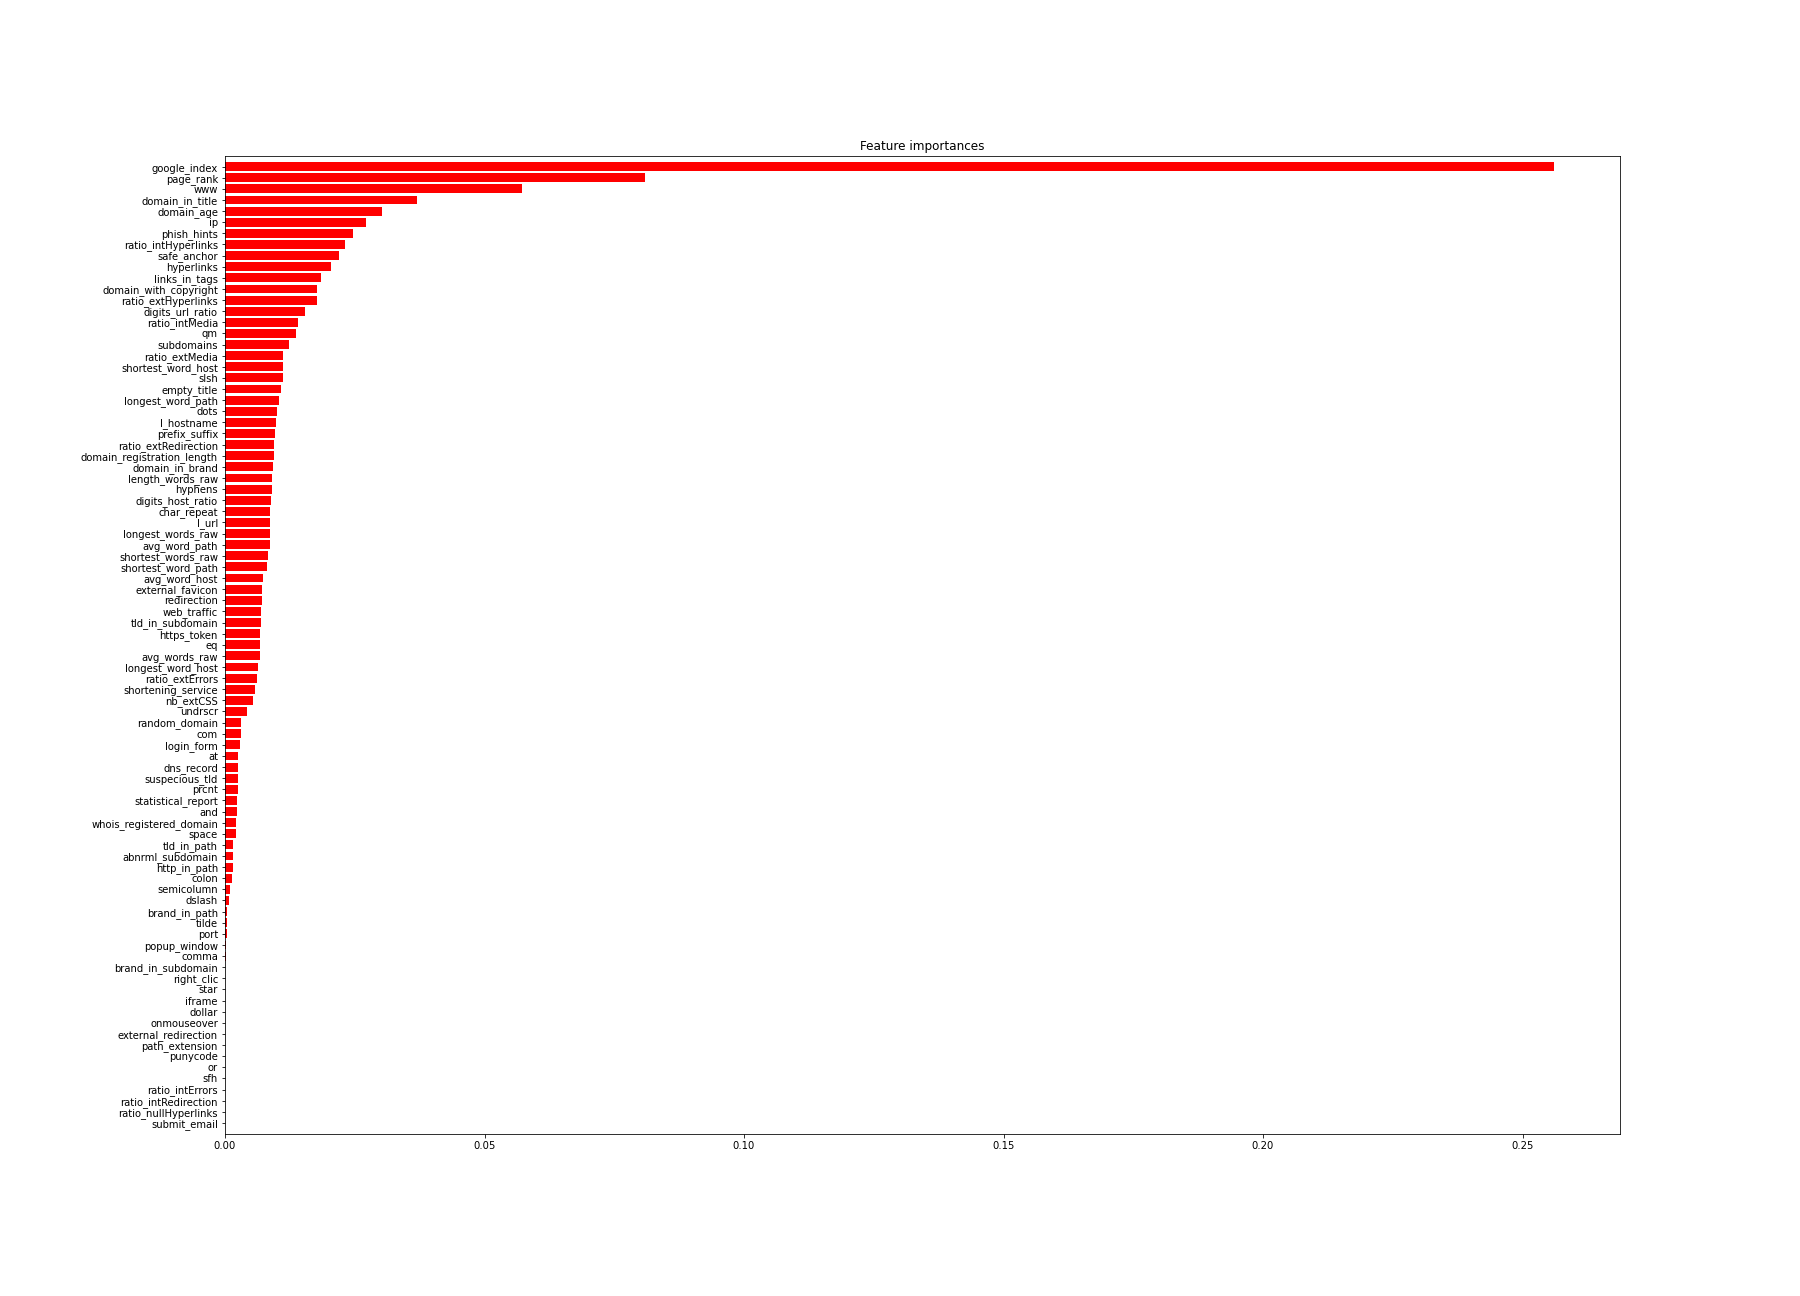 Feature importances
google_index
page_rank
www
domain_in_title
domain_age
ip
phish_hints
ratio_intHyperlinks
safe_anchor
hyperlinks
links_in_tags
domain_with_copyright
ratio_extHyperlinks
digits_url_ratio
ratio_intMedia
qm
subdomains
ratio_extMedia
shortest_word_host
slsh
empty_title
longest_word_path
dots
l_hostname
prefix_suffix
ratio_extRedirection
domain_registration_length
domain_in_brand
length_words_raw
hyphens
digits_host_ratio
char_repeat
l_url
longest_words_raw
avg_word_path
shortest_words_raw
shortest_word_path
avg_word_host
external_favicon
redirection
web_traffic
tld_in_subdomain
https_token
eq
avg_words_raw
longest_word_host
ratio_extErrors
shortening_service
nb_extCSS
undrscr
random_domain
com
login_form
at
dns_record
suspecious_tld
prcnt
statistical_report
and
whois_registered_domain
space
tld_in_path
abnrml_subdomain
http_in_path
colon
semicolumn
dslash
brand_in_path
tilde
port
popup_window
comma
brand_in_subdomain
right_clic
star
iframe
dollar
onmouseover
external_redirection
path_extension
punycode
or
sfh
ratio_intErrors
ratio_intRedirection
ratio_nullHyperlinks
submit_email
0.00 0.05 0.10 0.15 0.20 0.25